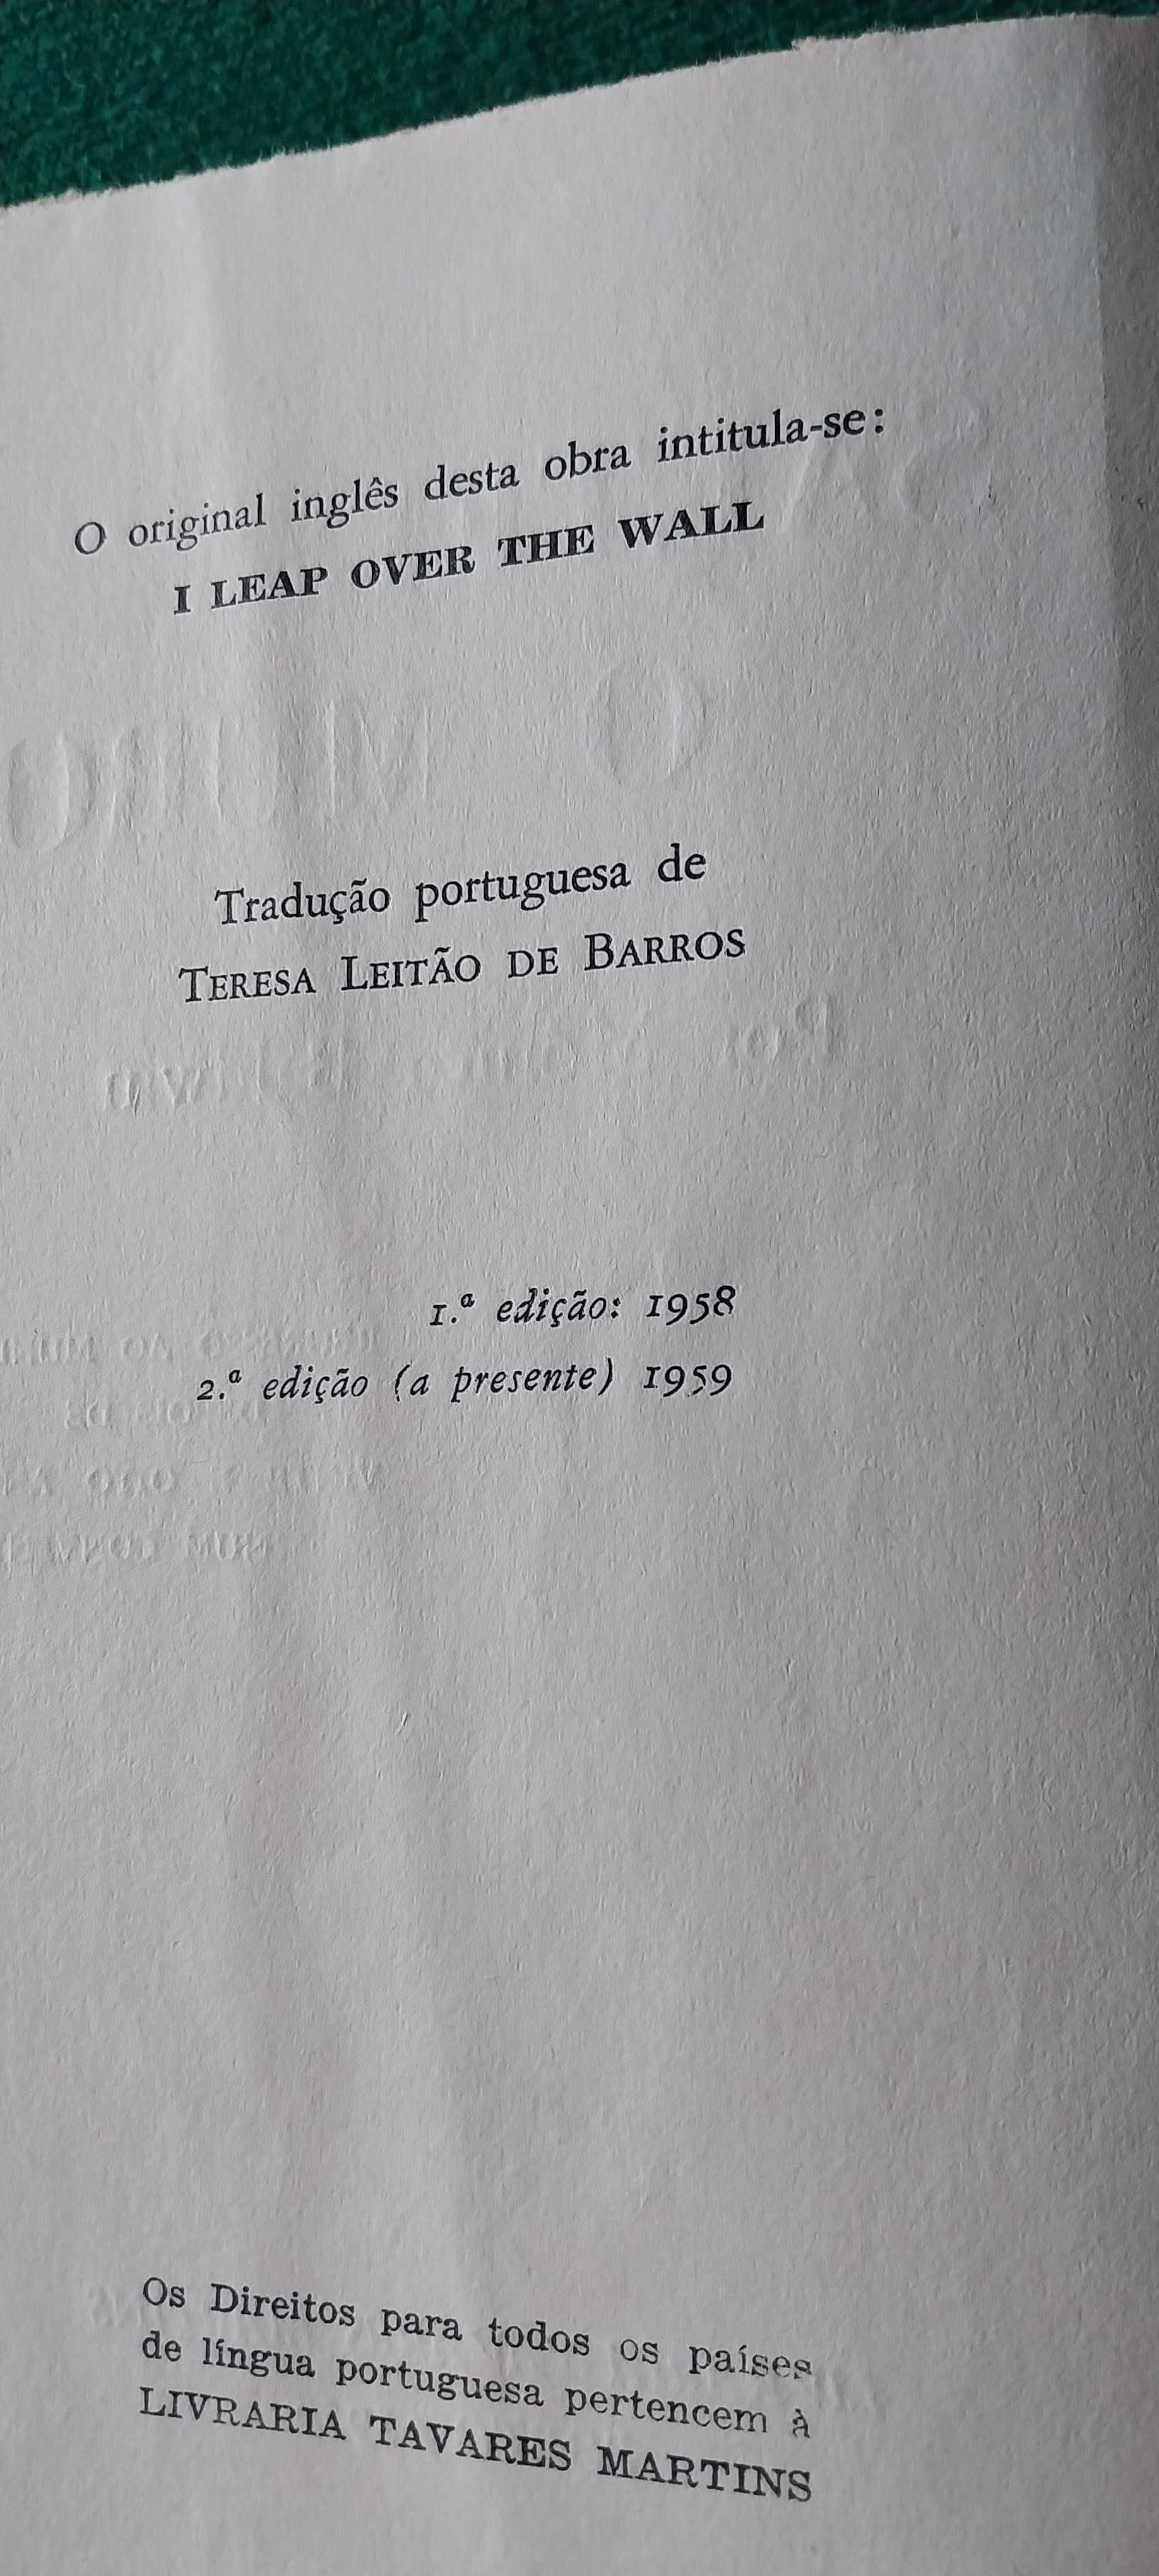 O original inglês desta obra intitula-se:
I LEAP OVER THE WALL
Tradução portuguesa de
TERESA LEITÃO DE BARROS
1.ª edição: 1958
2.ª edição (a presente) 1959
Os Direitos para todos os países
de língua portuguesa pertencem à
LIVRARIA TAVARES MARTINS